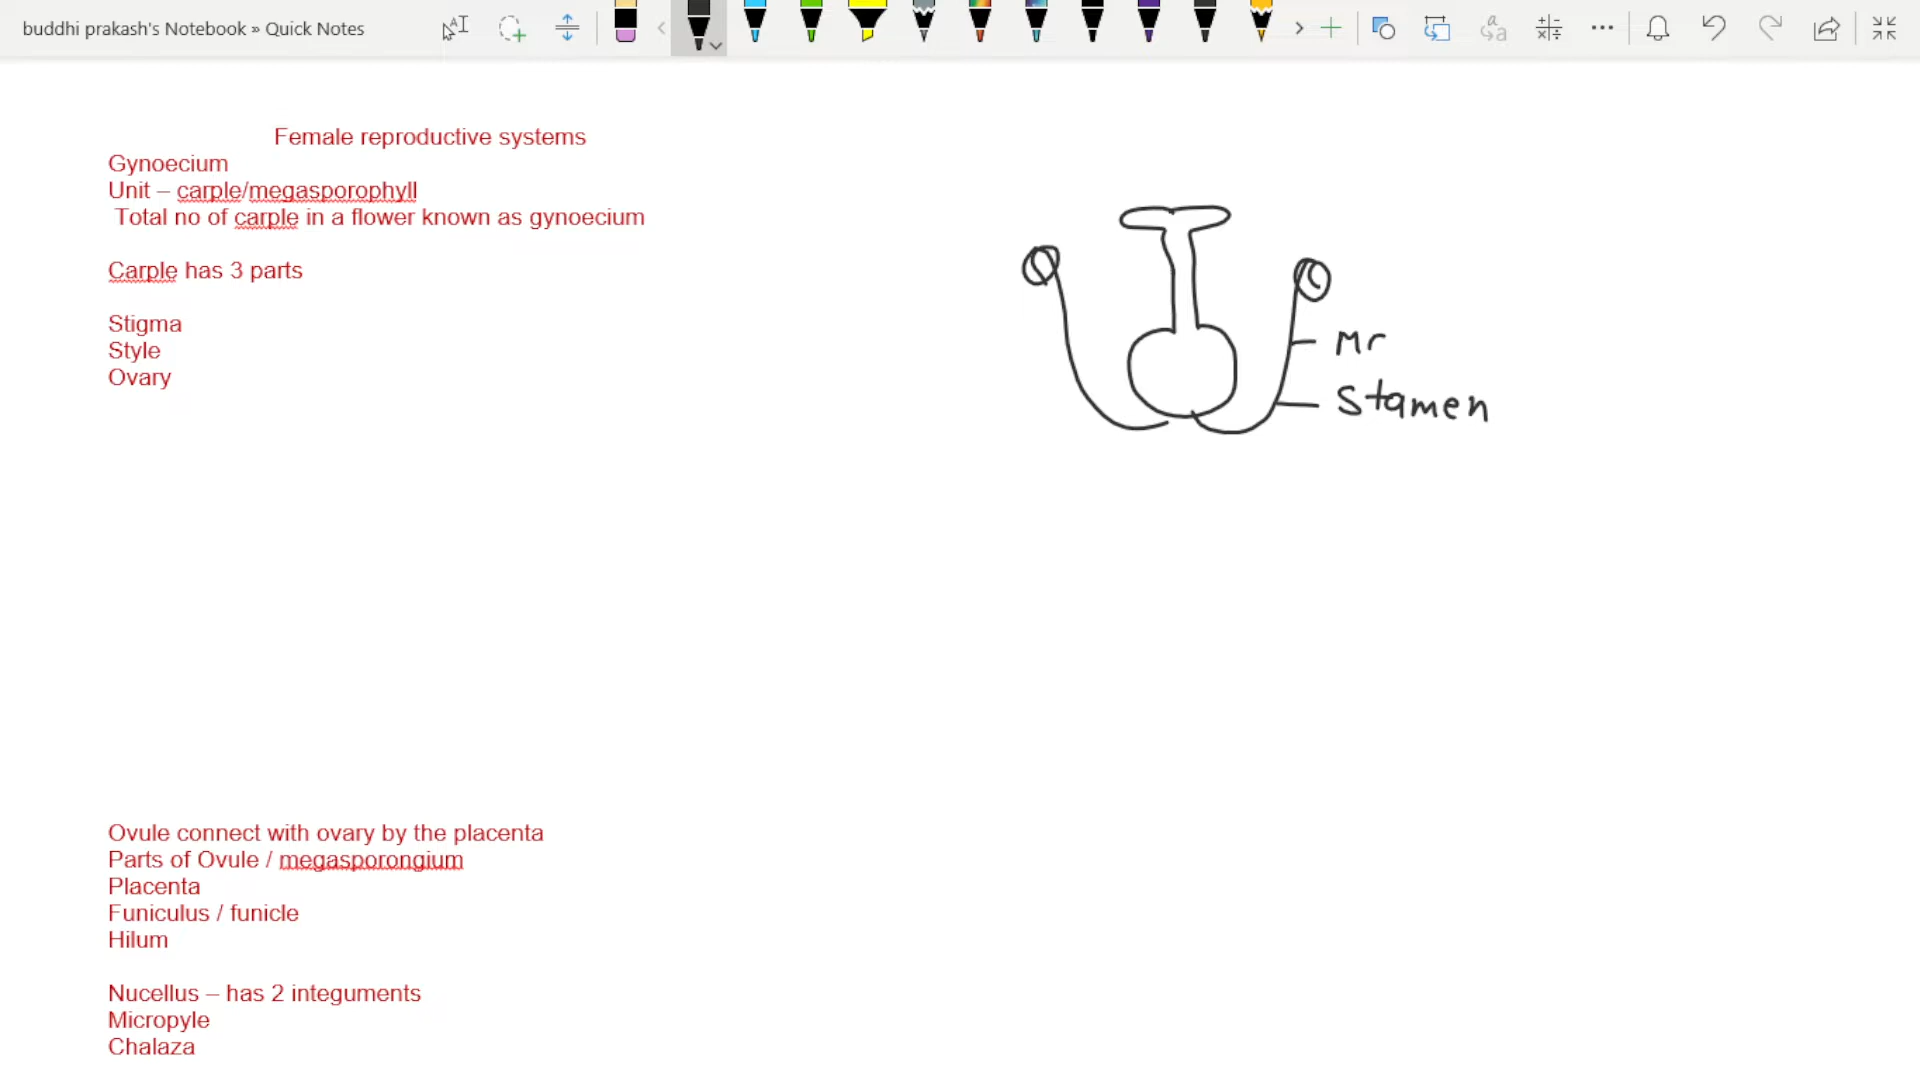 buddhi prakash's Notebook » Quick Notes
Female reproductive systems
Gynoecium
Unit – carple/megasporophyll
Total no of carple in a flower known as gynoecium
Carple has 3 parts
Stigma
Style
Ovary
Mr
Stamen
Ovule connect with ovary by the placenta
Parts of Ovule / megasporongium
Placenta
Funiculus / funicle
Hilum
Nucellus – has 2 integuments
Micropyle
Chalaza